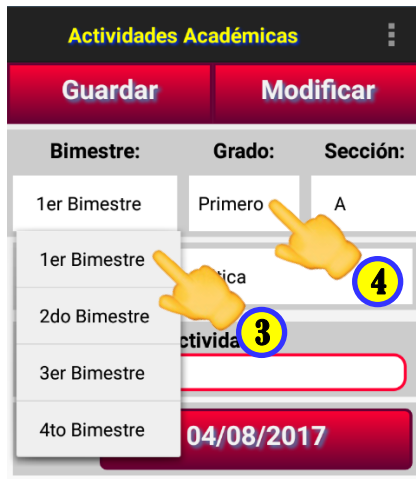 Actividades Académicas
Guardar Modificar
Bimestre: Grado: Sección:
1er Bimestre Primero A
1er Bimestre
2do Bimestre
3er Bimestre
4to Bimestre
4
3
04/08/2017